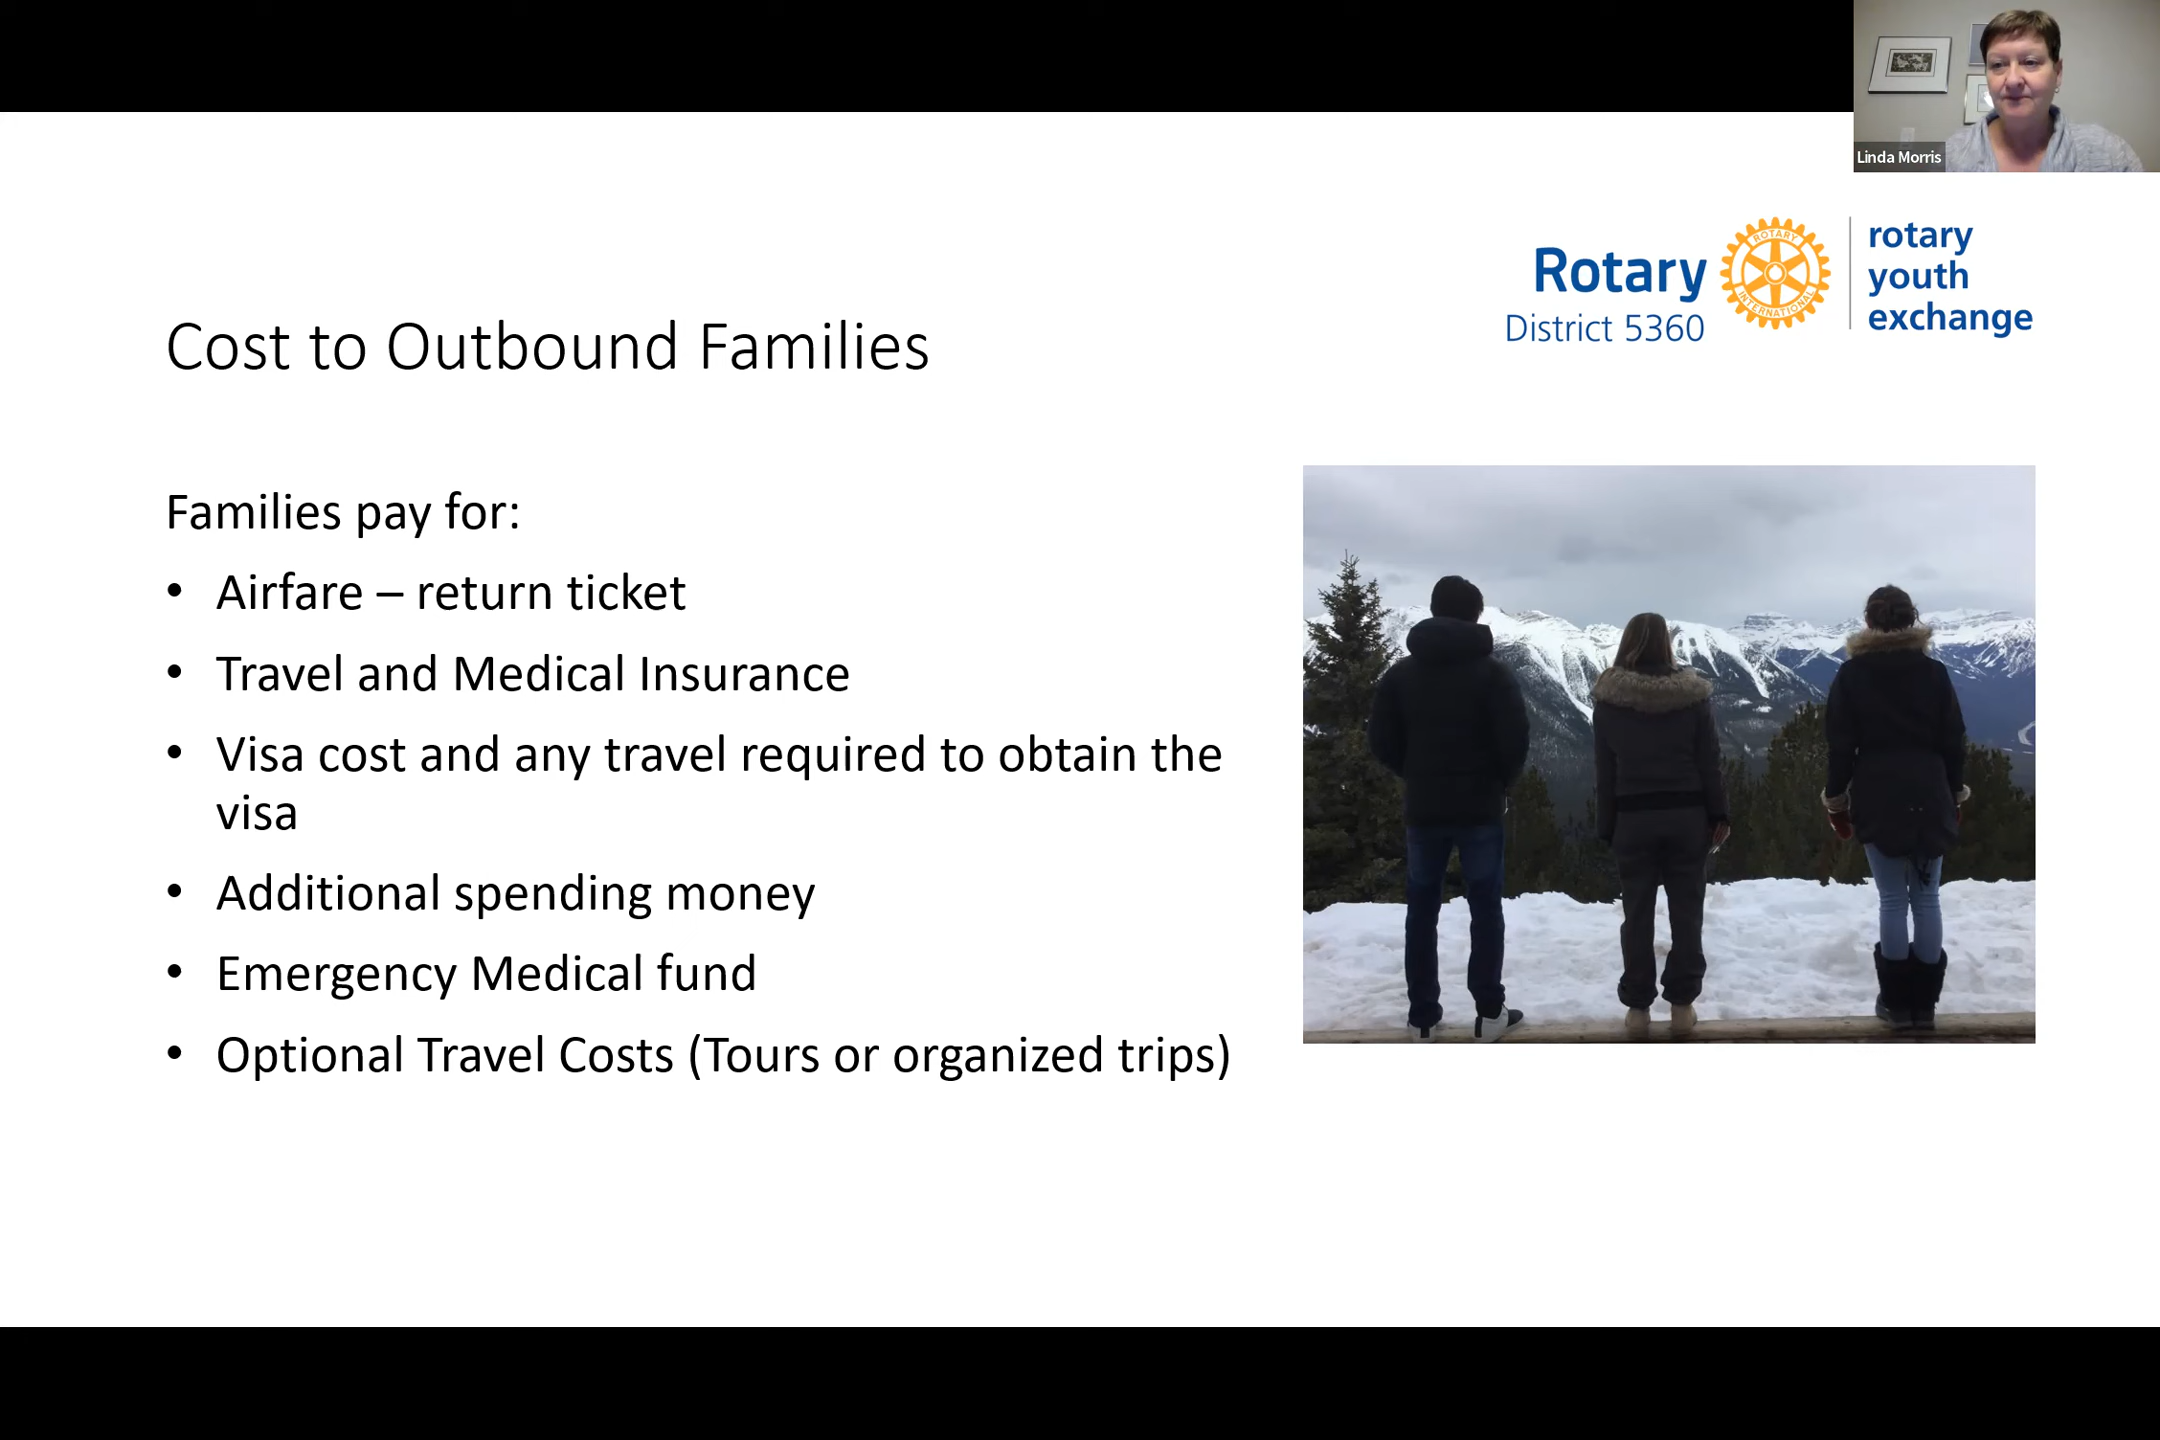 Linda Morris
Rotary
District 5360
ROTARY
INTERNATIONAL
rotary
youth
exchange
Cost to Outbound Families
Families pay for:
• Airfare – return ticket
• Travel and Medical Insurance
• Visa cost and any travel required to obtain the
visa
• Additional spending money
• Emergency Medical fund
• Optional Travel Costs (Tours or organized trips)